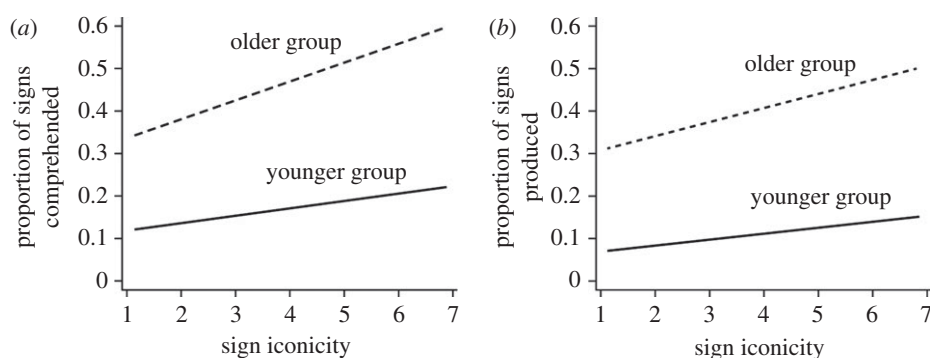 (a)
0.6
0.5
0.4
0.3
0.2
0.1
0
proportion of signs
comprehended
older group
younger group
1 2 3 4 5 6 7
sign iconicity
(b)
0.6
0.5
0.4
0.3
0.2
0.1
0
proportion of signs
produced
older group
younger group
1 2 3 4 5 6 7
sign iconicity